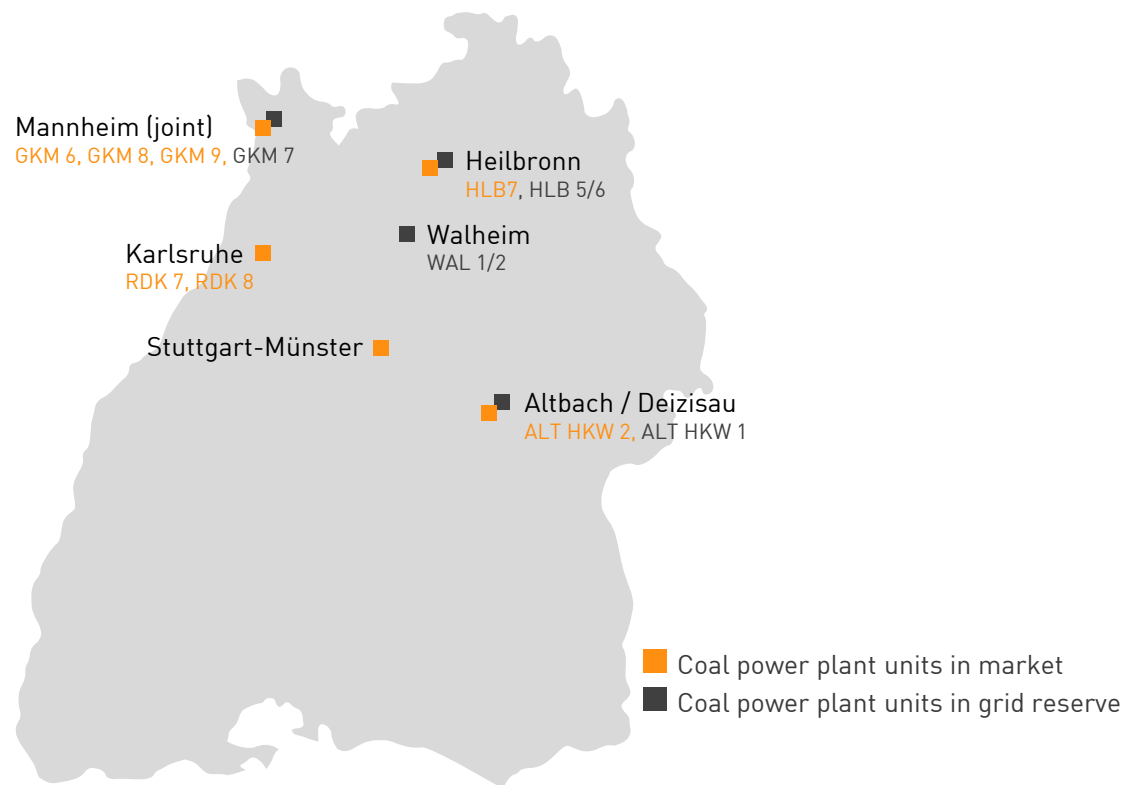 Mannheim (joint)
GKM 6, GKM 8, GKM 9, GKM 7
Heilbronn
HLB7, HLB 5/6
Walheim
WAL 1/2
Karlsruhe
RDK 7, RDK 8
Stuttgart-Münster
Altbach / Deizisau
ALT HKW 2, ALT HKW 1
Coal power plant units in market
Coal power plant units in grid reserve